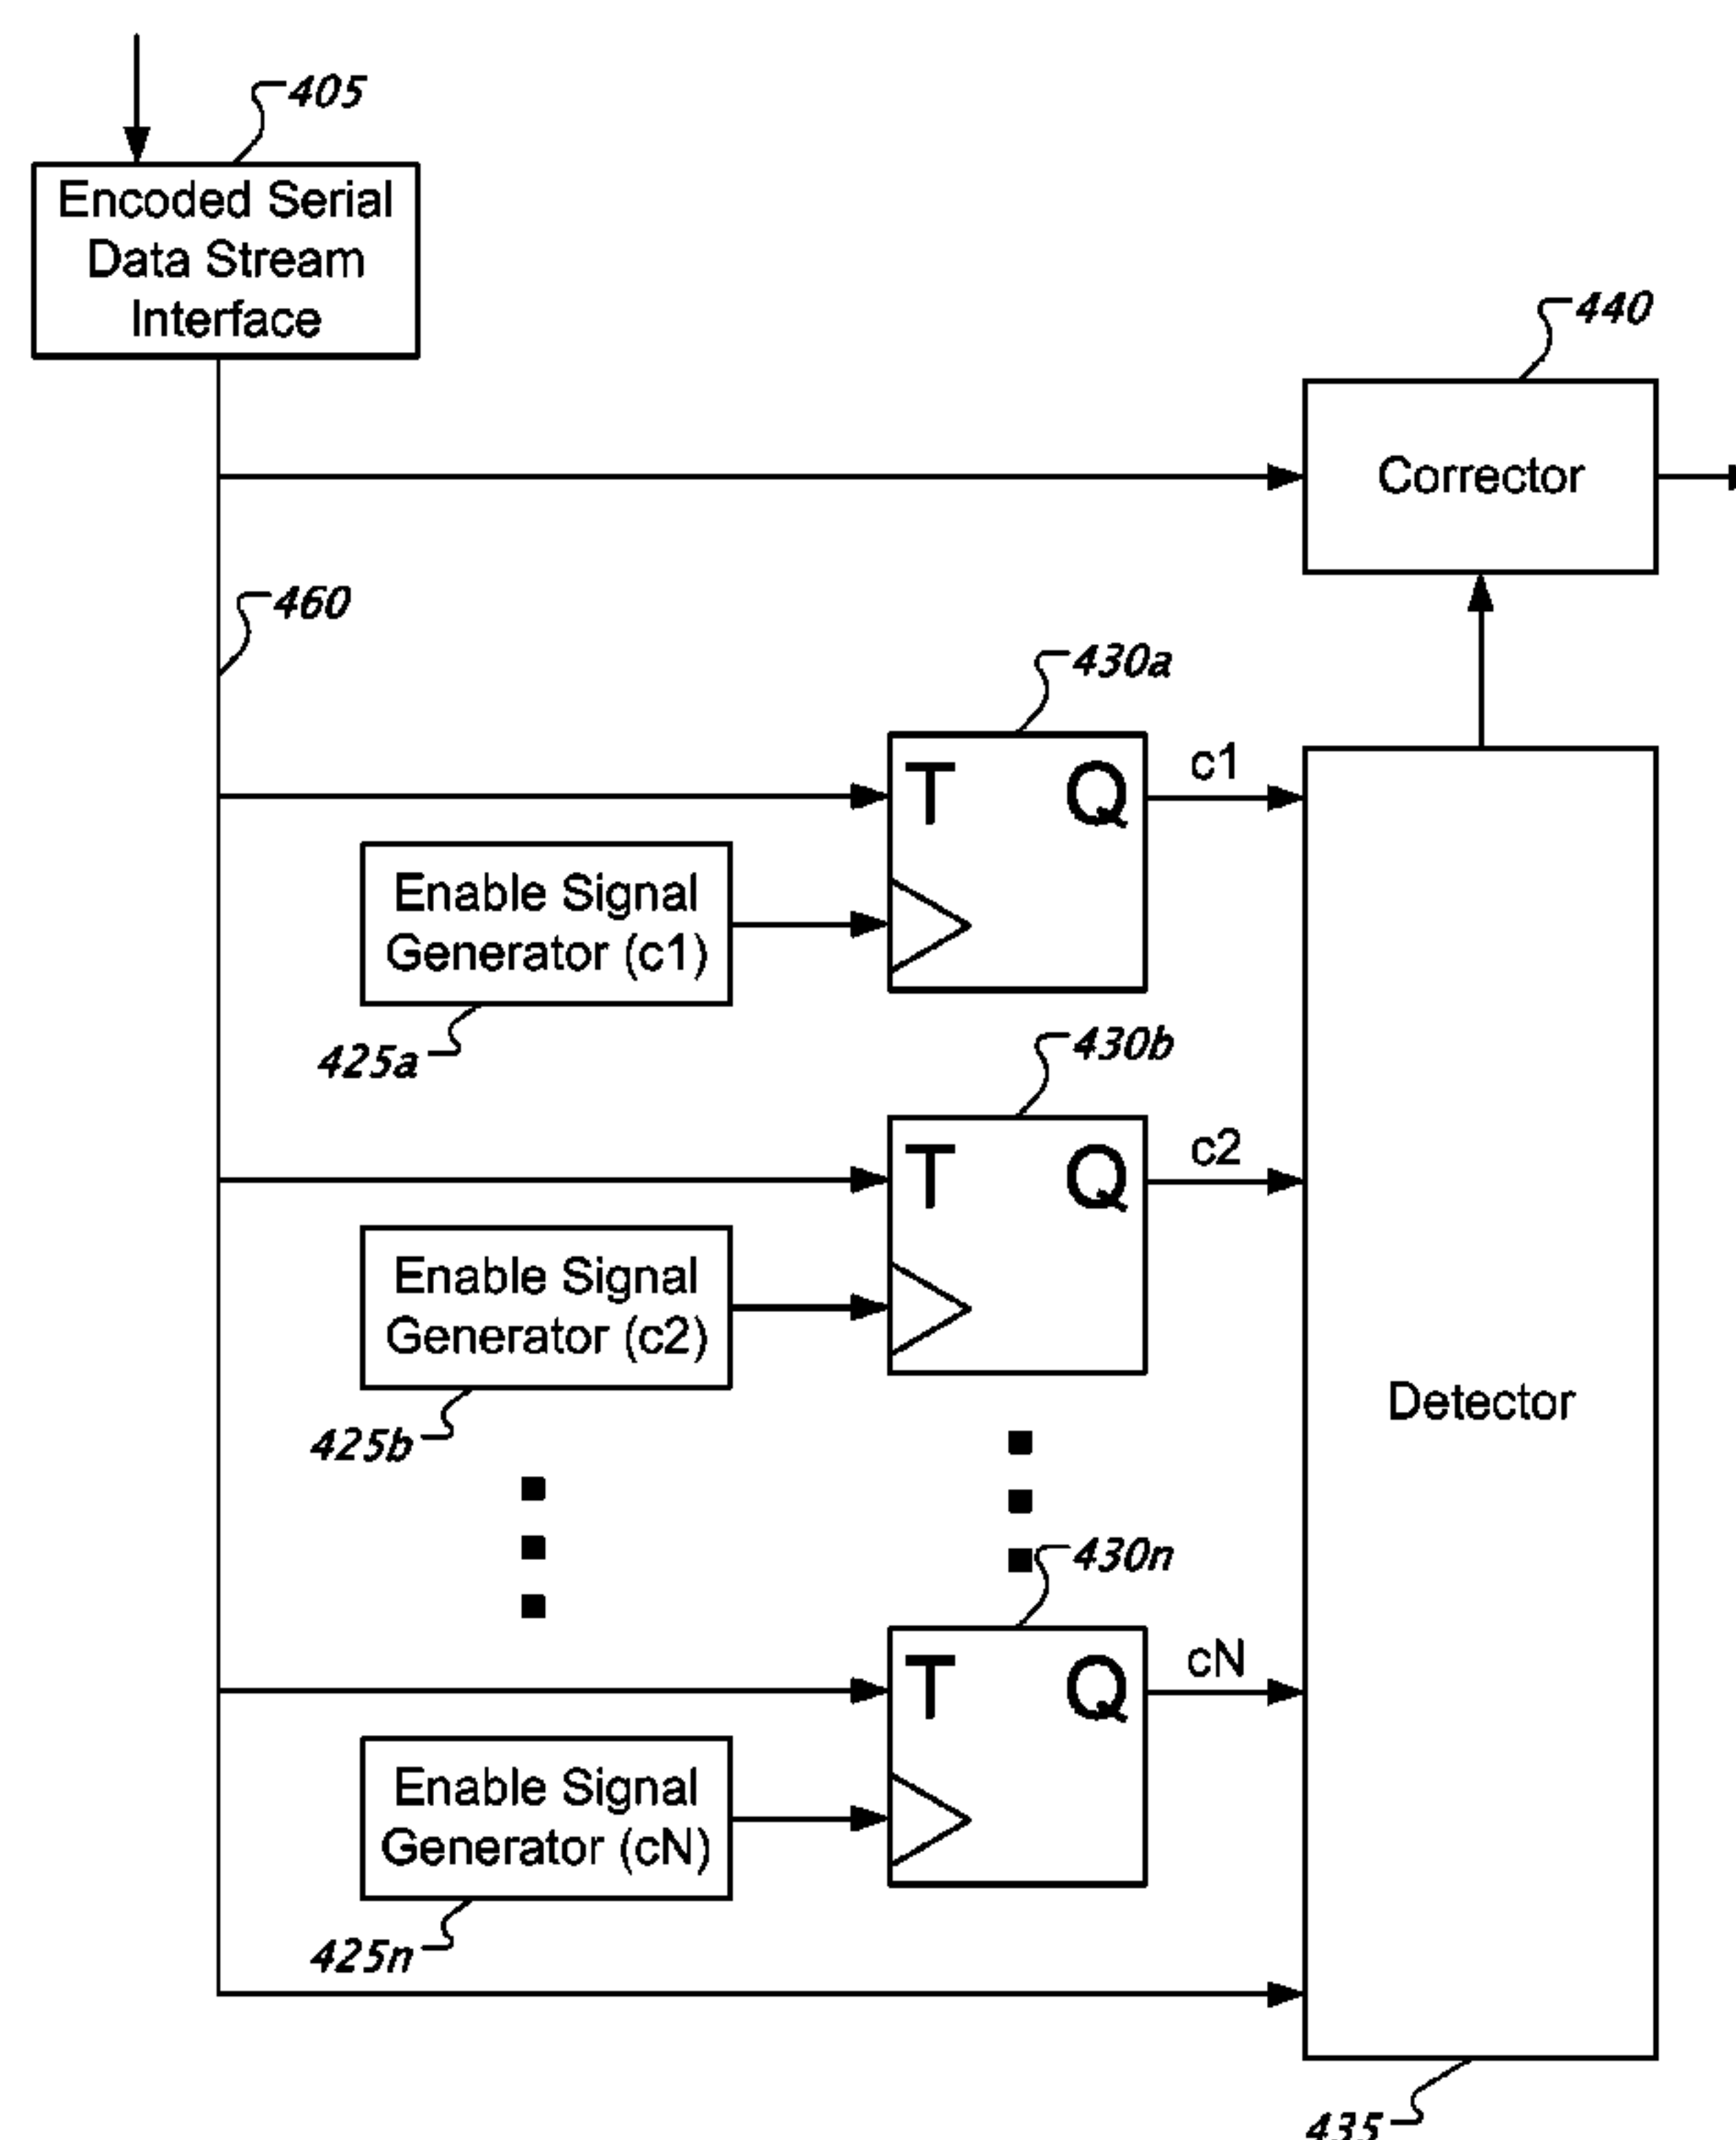 405
Encoded Serial
Data Stream
Interface
440
Corrector
460
430a
T Q
c1
Enable Signal
Generator (c1)
425a
430b
T Q
c2
Enable Signal
Generator (c2)
425b
Detector
430n
T Q
cN
Enable Signal
Generator (cN)
425n
435